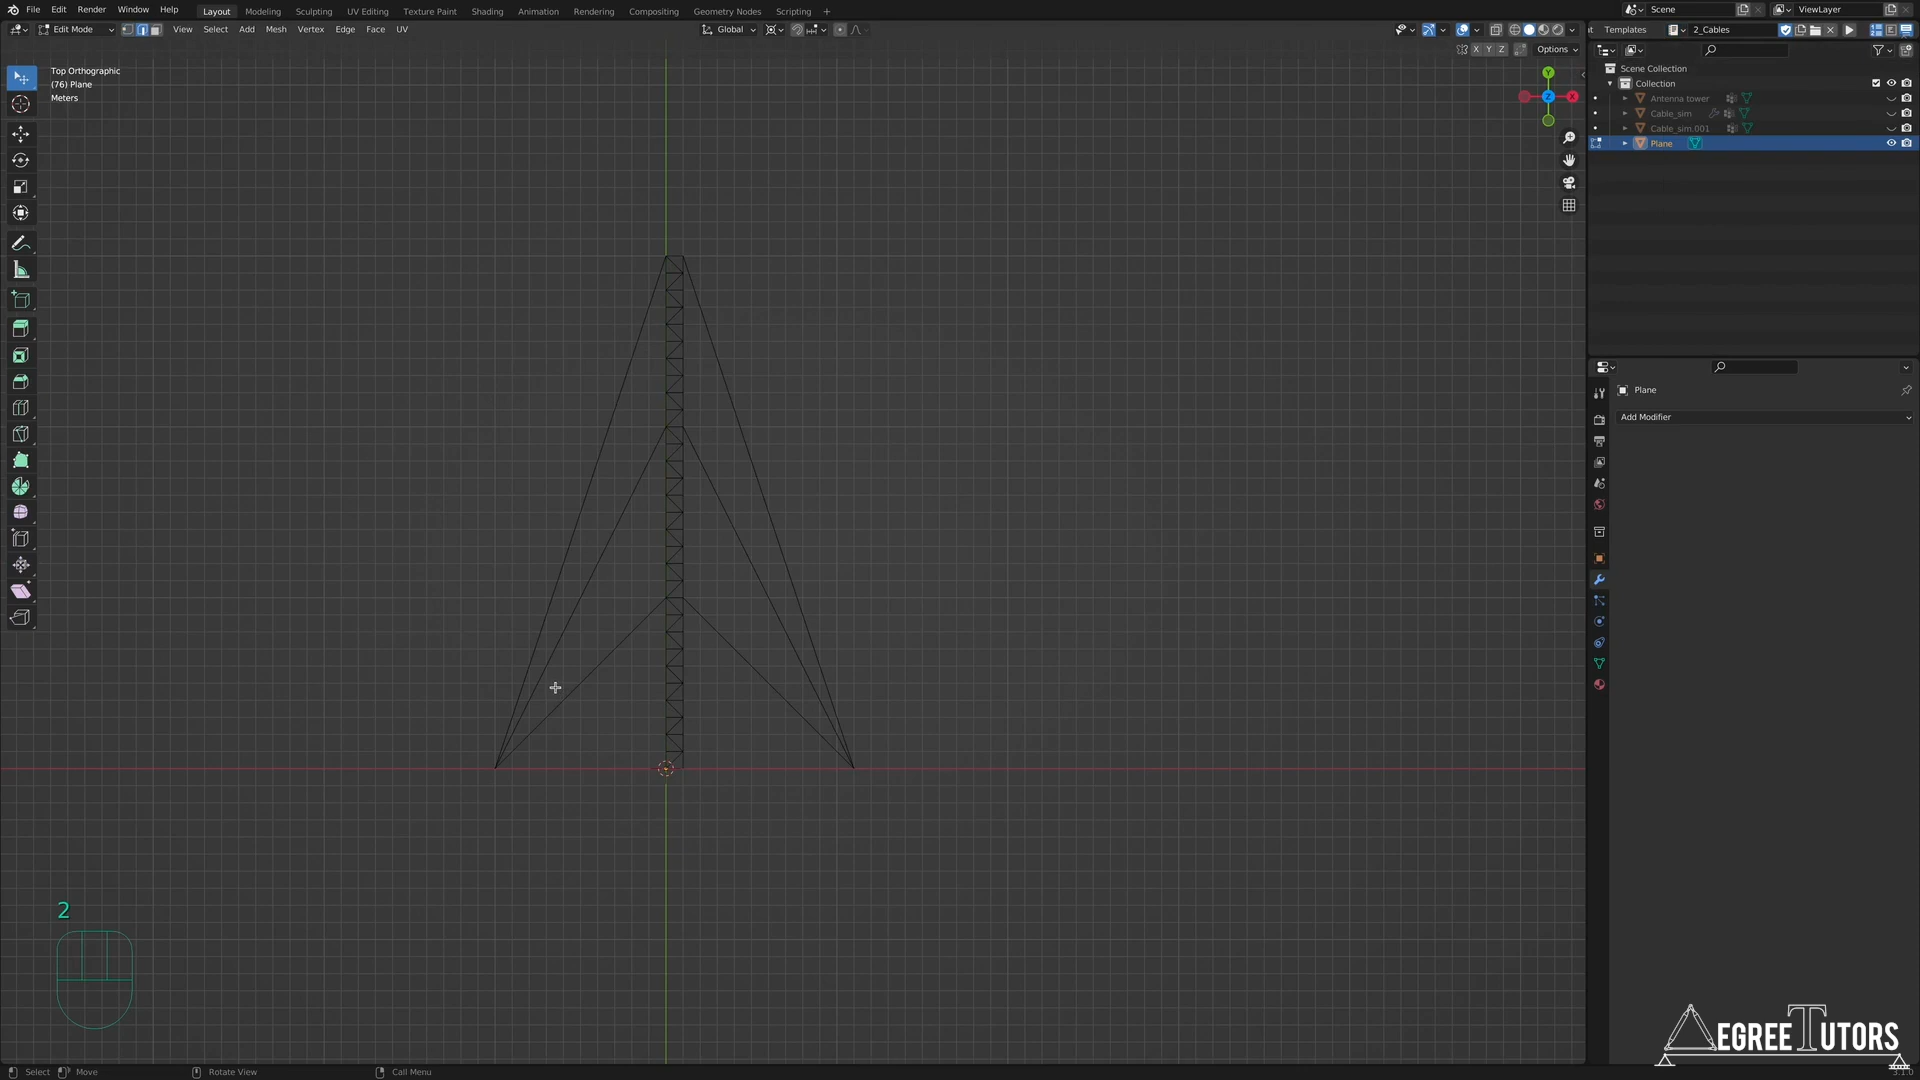 File Edit Render Window Help
Layout Modeling Sculpting UV Editing Texture Paint Shading Animation Rendering Compositing Geometry Nodes Scripting +
Scene
ViewLayer
Edit Mode
View Select Add Mesh Vertex Edge Face UV
Global
Templates
2_Cables
X Y Z
Options
Top Orthographic
(76) Plane
Meters
Y
Z
X
Scene Collection
Collection
Antenna tower
Cable_sim
Cable_sim.001
Plane
Plane
Add Modifier
2
EGREE TUTORS
Select
Move
Rotate View
Call Menu